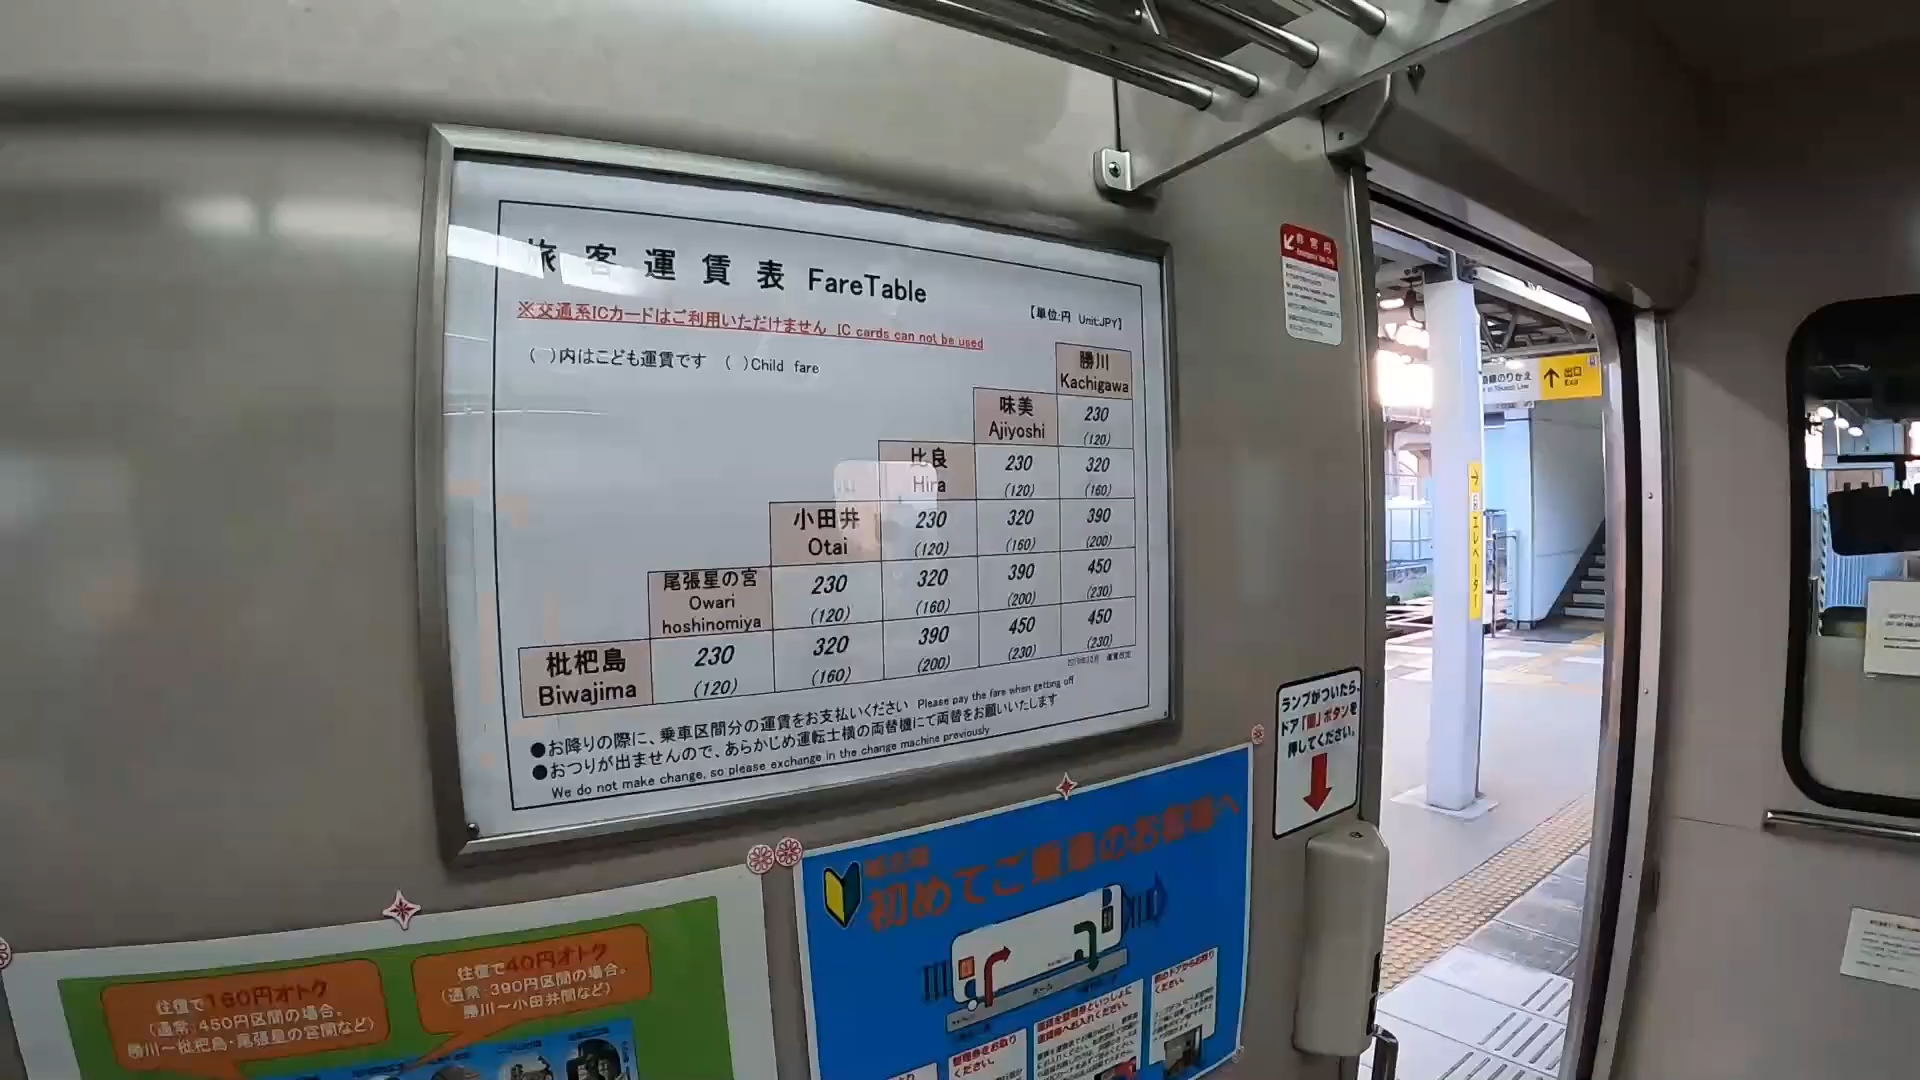 旅客運賃表 FareTable
※交通系ICカードはご利用いただけません IC cards can not be used
【単位:円 Unit:JPY】
( )内はこども運賃です ( )Child fare
勝川
Kachigawa
味美
Ajiyoshi
230
(120)
比良
Hira
230
(120)
320
(160)
小田井
Otai
230
(120)
320
(160)
390
(200)
尾張星の宮
Owari
hoshinomiya
230
(120)
320
(160)
390
(200)
450
(230)
枇杷島
Biwajima
230
(120)
320
(160)
390
(200)
450
(230)
450
(230)
●お降りの際に、乗車区間分の運賃をお支払いください Please pay the fare when getting off
●おつりが出ませんので、あらかじめ運転士横の両替機にて両替をお願いいたします
We do not make change, so please exchange in the change machine previously
往復で160円オトク
(通常:450円区間の場合。
勝川～枇杷島・尾張星の宮間など)
往復で40円オトク
(通常:390円区間の場合。
勝川～小田井間など)
初めてご乗車のお客様へ
ホーム
ランプがついたら、
ドア「開」ボタンを
押してください。
のりかえ
出口
Exit
エレベーター